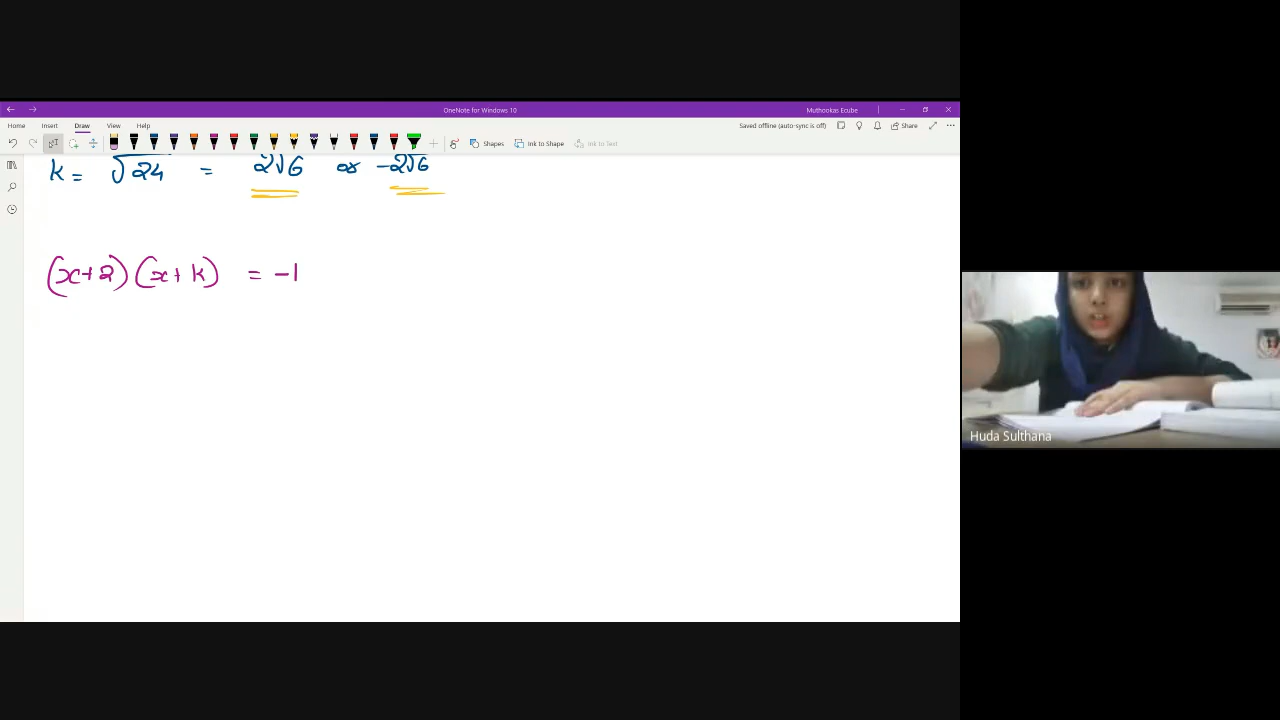 OneNote for Windows 10
Muthookas Ecube
Home Insert Draw View Help
Saved offline (auto-sync is off)
Share
Shapes Ink to Shape Ink to Text
k = √24 = 2√6 or -2√6
(x+2)(x+k) = -1
Huda Sulthana